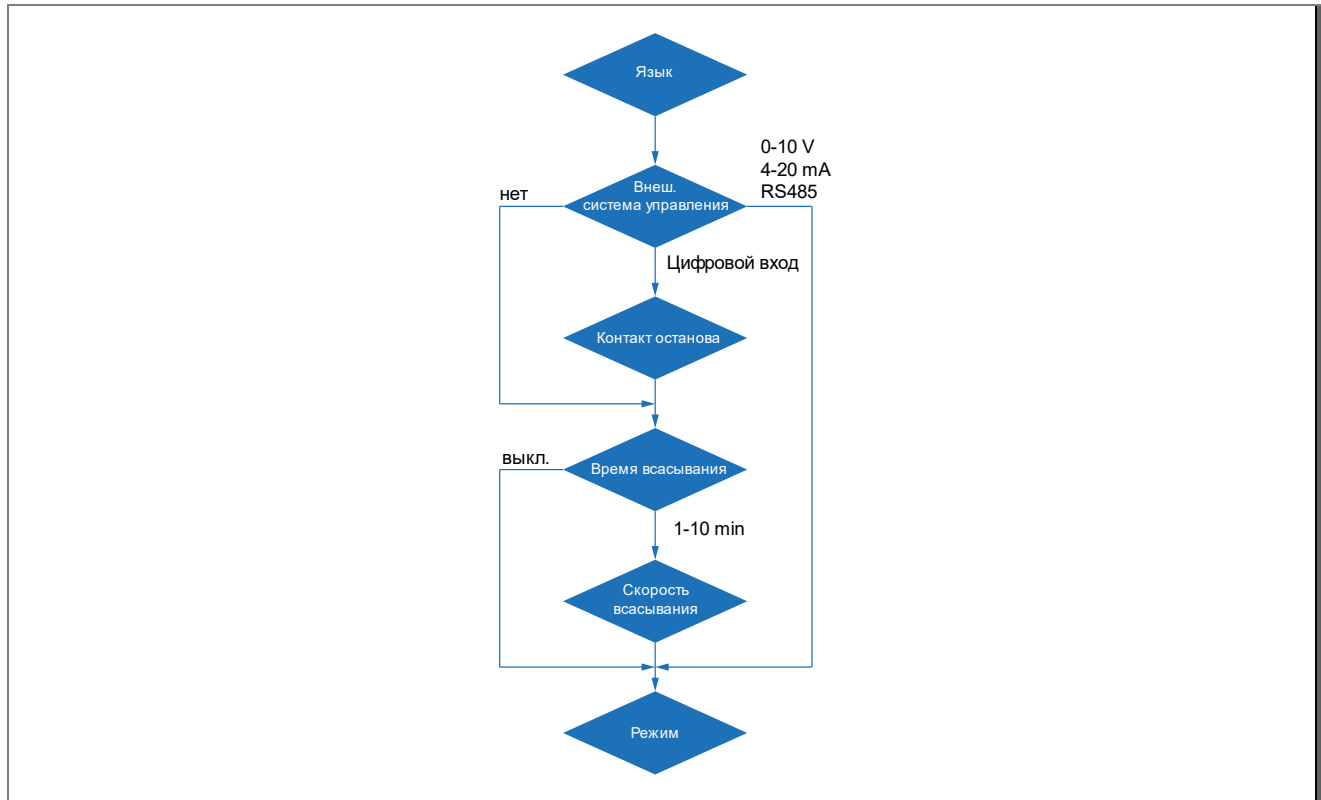 Язык
0-10 V
4-20 mA
RS485
нет
Внеш.
система управления
Цифровой вход
Контакт останова
выкл.
Время всасывания
1-10 min
Скорость
всасывания
Режим